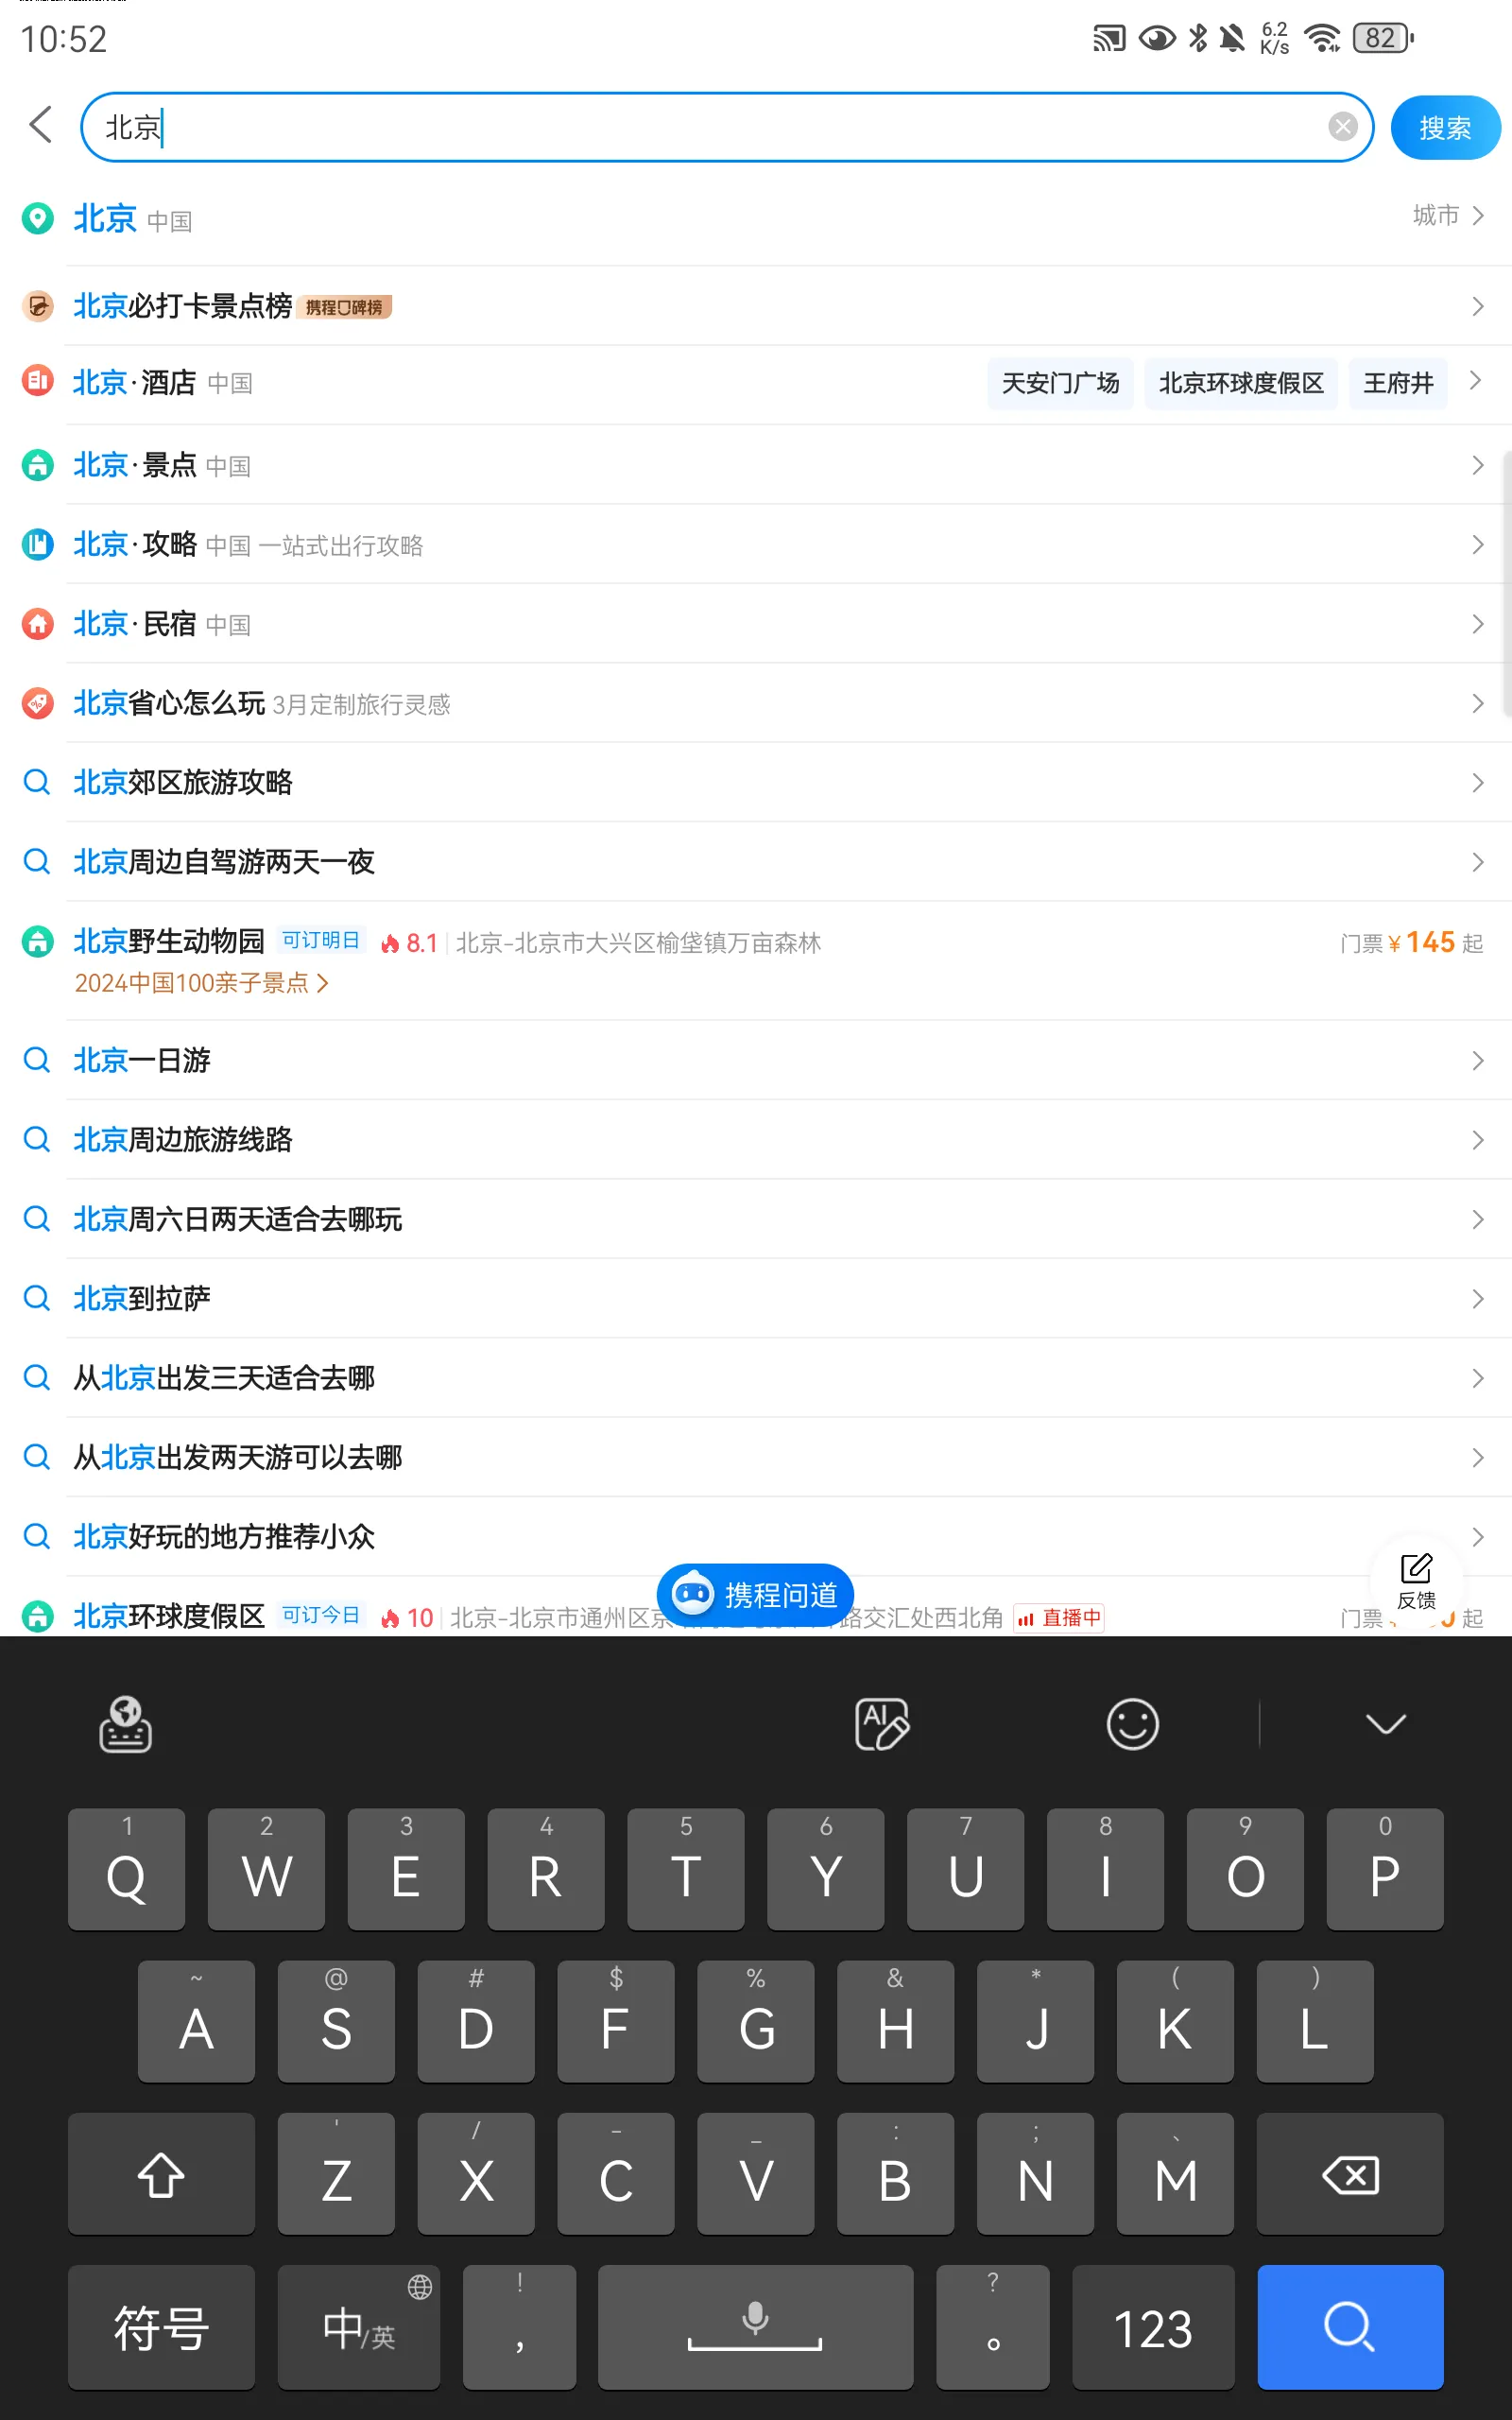 10:52
6.2 K/s
82
北京
搜索
北京 中国 城市
北京必打卡景点榜 携程口碑榜
北京·酒店 中国 天安门广场 北京环球度假区 王府井
北京·景点 中国
北京·攻略 中国 一站式出行攻略
北京·民宿 中国
北京省心怎么玩 3月定制旅行灵感
北京郊区旅游攻略
北京周边自驾游两天一夜
北京野生动物园 可订明日 8.1 北京-北京市大兴区榆垡镇万亩森林 门票¥145起
2024中国100亲子景点
北京一日游
北京周边旅游线路
北京周六日两天适合去哪玩
北京到拉萨
从北京出发三天适合去哪
从北京出发两天游可以去哪
北京好玩的地方推荐小众
携程问道
反馈
北京环球度假区 可订今日 10 北京-北京市通州区 路交汇处西北角 直播中 门票 起
AI
1 2 3 4 5 6 7 8 9 0
Q W E R T Y U I O P
~ @ # $ % & * ( )
A S D F G H J K L
' / - _ : ; 、
Z X C V B N M
! ?
符号 中/英 , 。 123